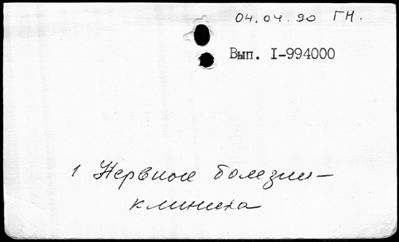 04.04.90 ГН.
Вып. I-994000
1 Нервные болезни-
клиника